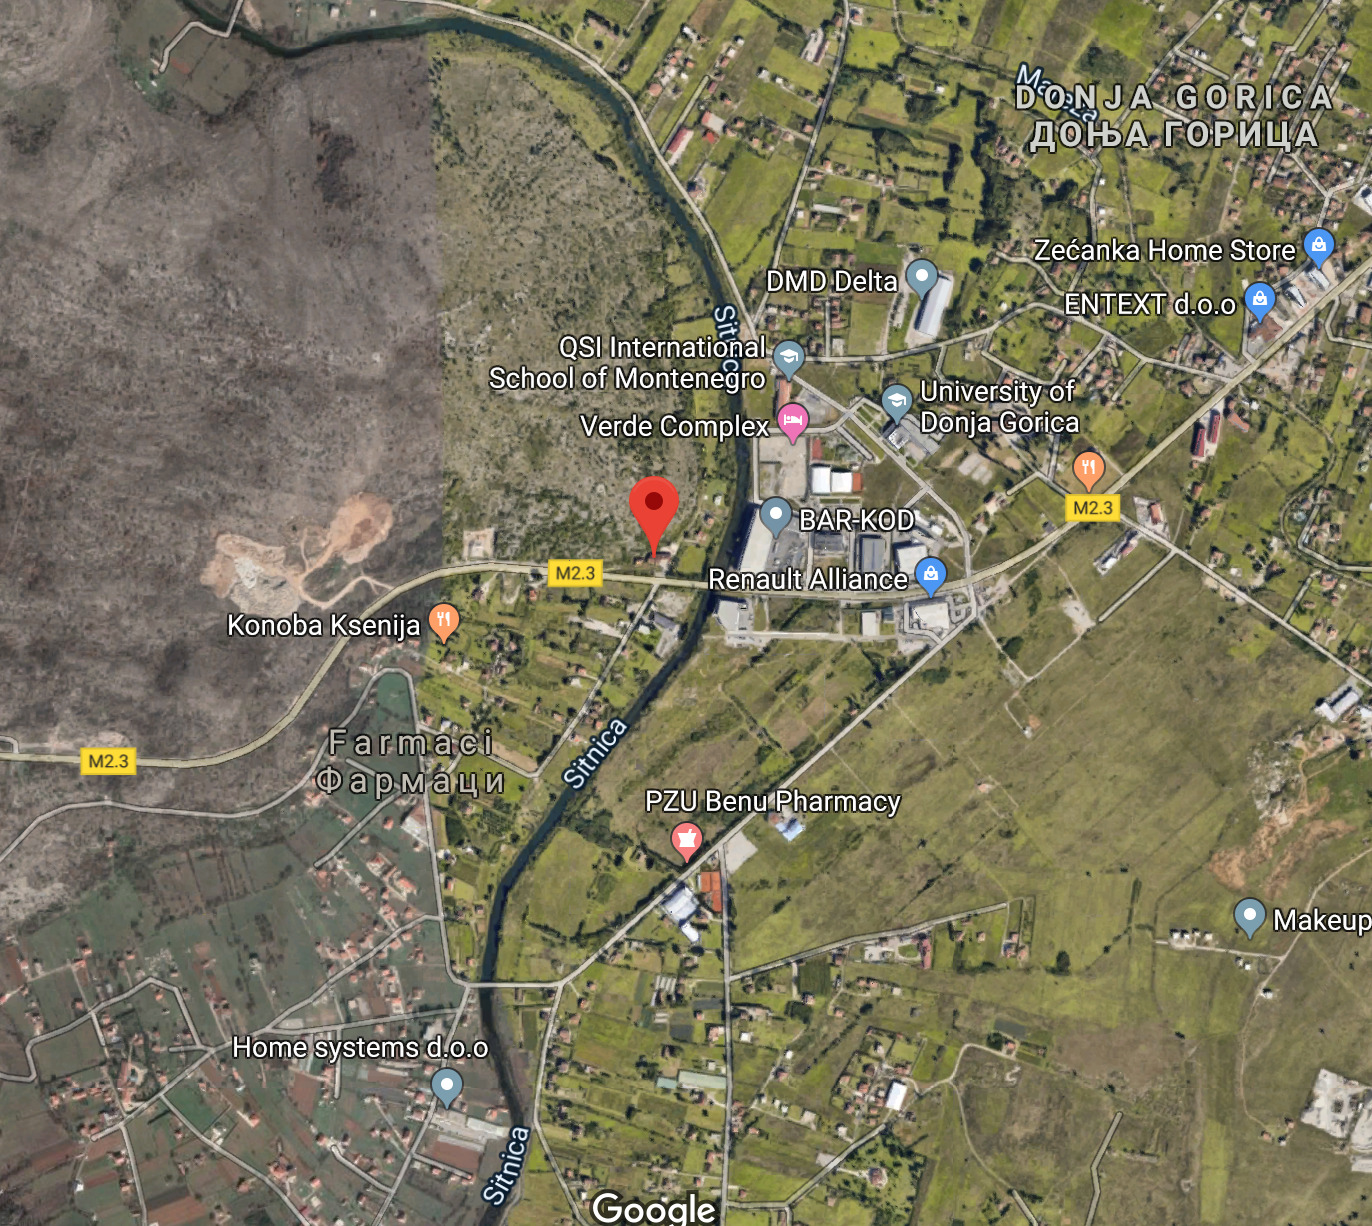 Mareza
DONJA GORICA
ДОЊА ГОРИЦА
Zećanka Home Store
DMD Delta
ENTEXT d.o.o
Sitnica
QSI International
School of Montenegro
University of
Donja Gorica
Verde Complex
M2.3
BAR-KOD
M2.3
Renault Alliance
Konoba Ksenija
Farmaci
Фармаци
M2.3
Sitnica
PZU Benu Pharmacy
Makeup
Home systems d.o.o
Sitnica
Google